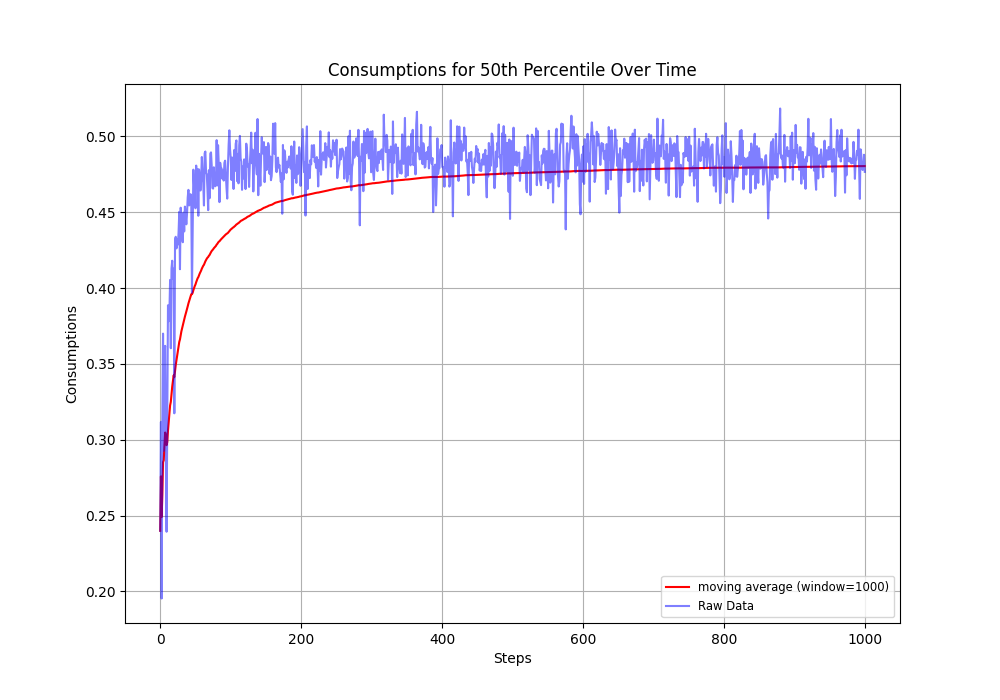 Consumptions for 50th Percentile Over Time
Consumptions
0.50
0.45
0.40
0.35
0.30
0.25
0.20
0
200
400
600
800
1000
Steps
moving average (window=1000)
Raw Data